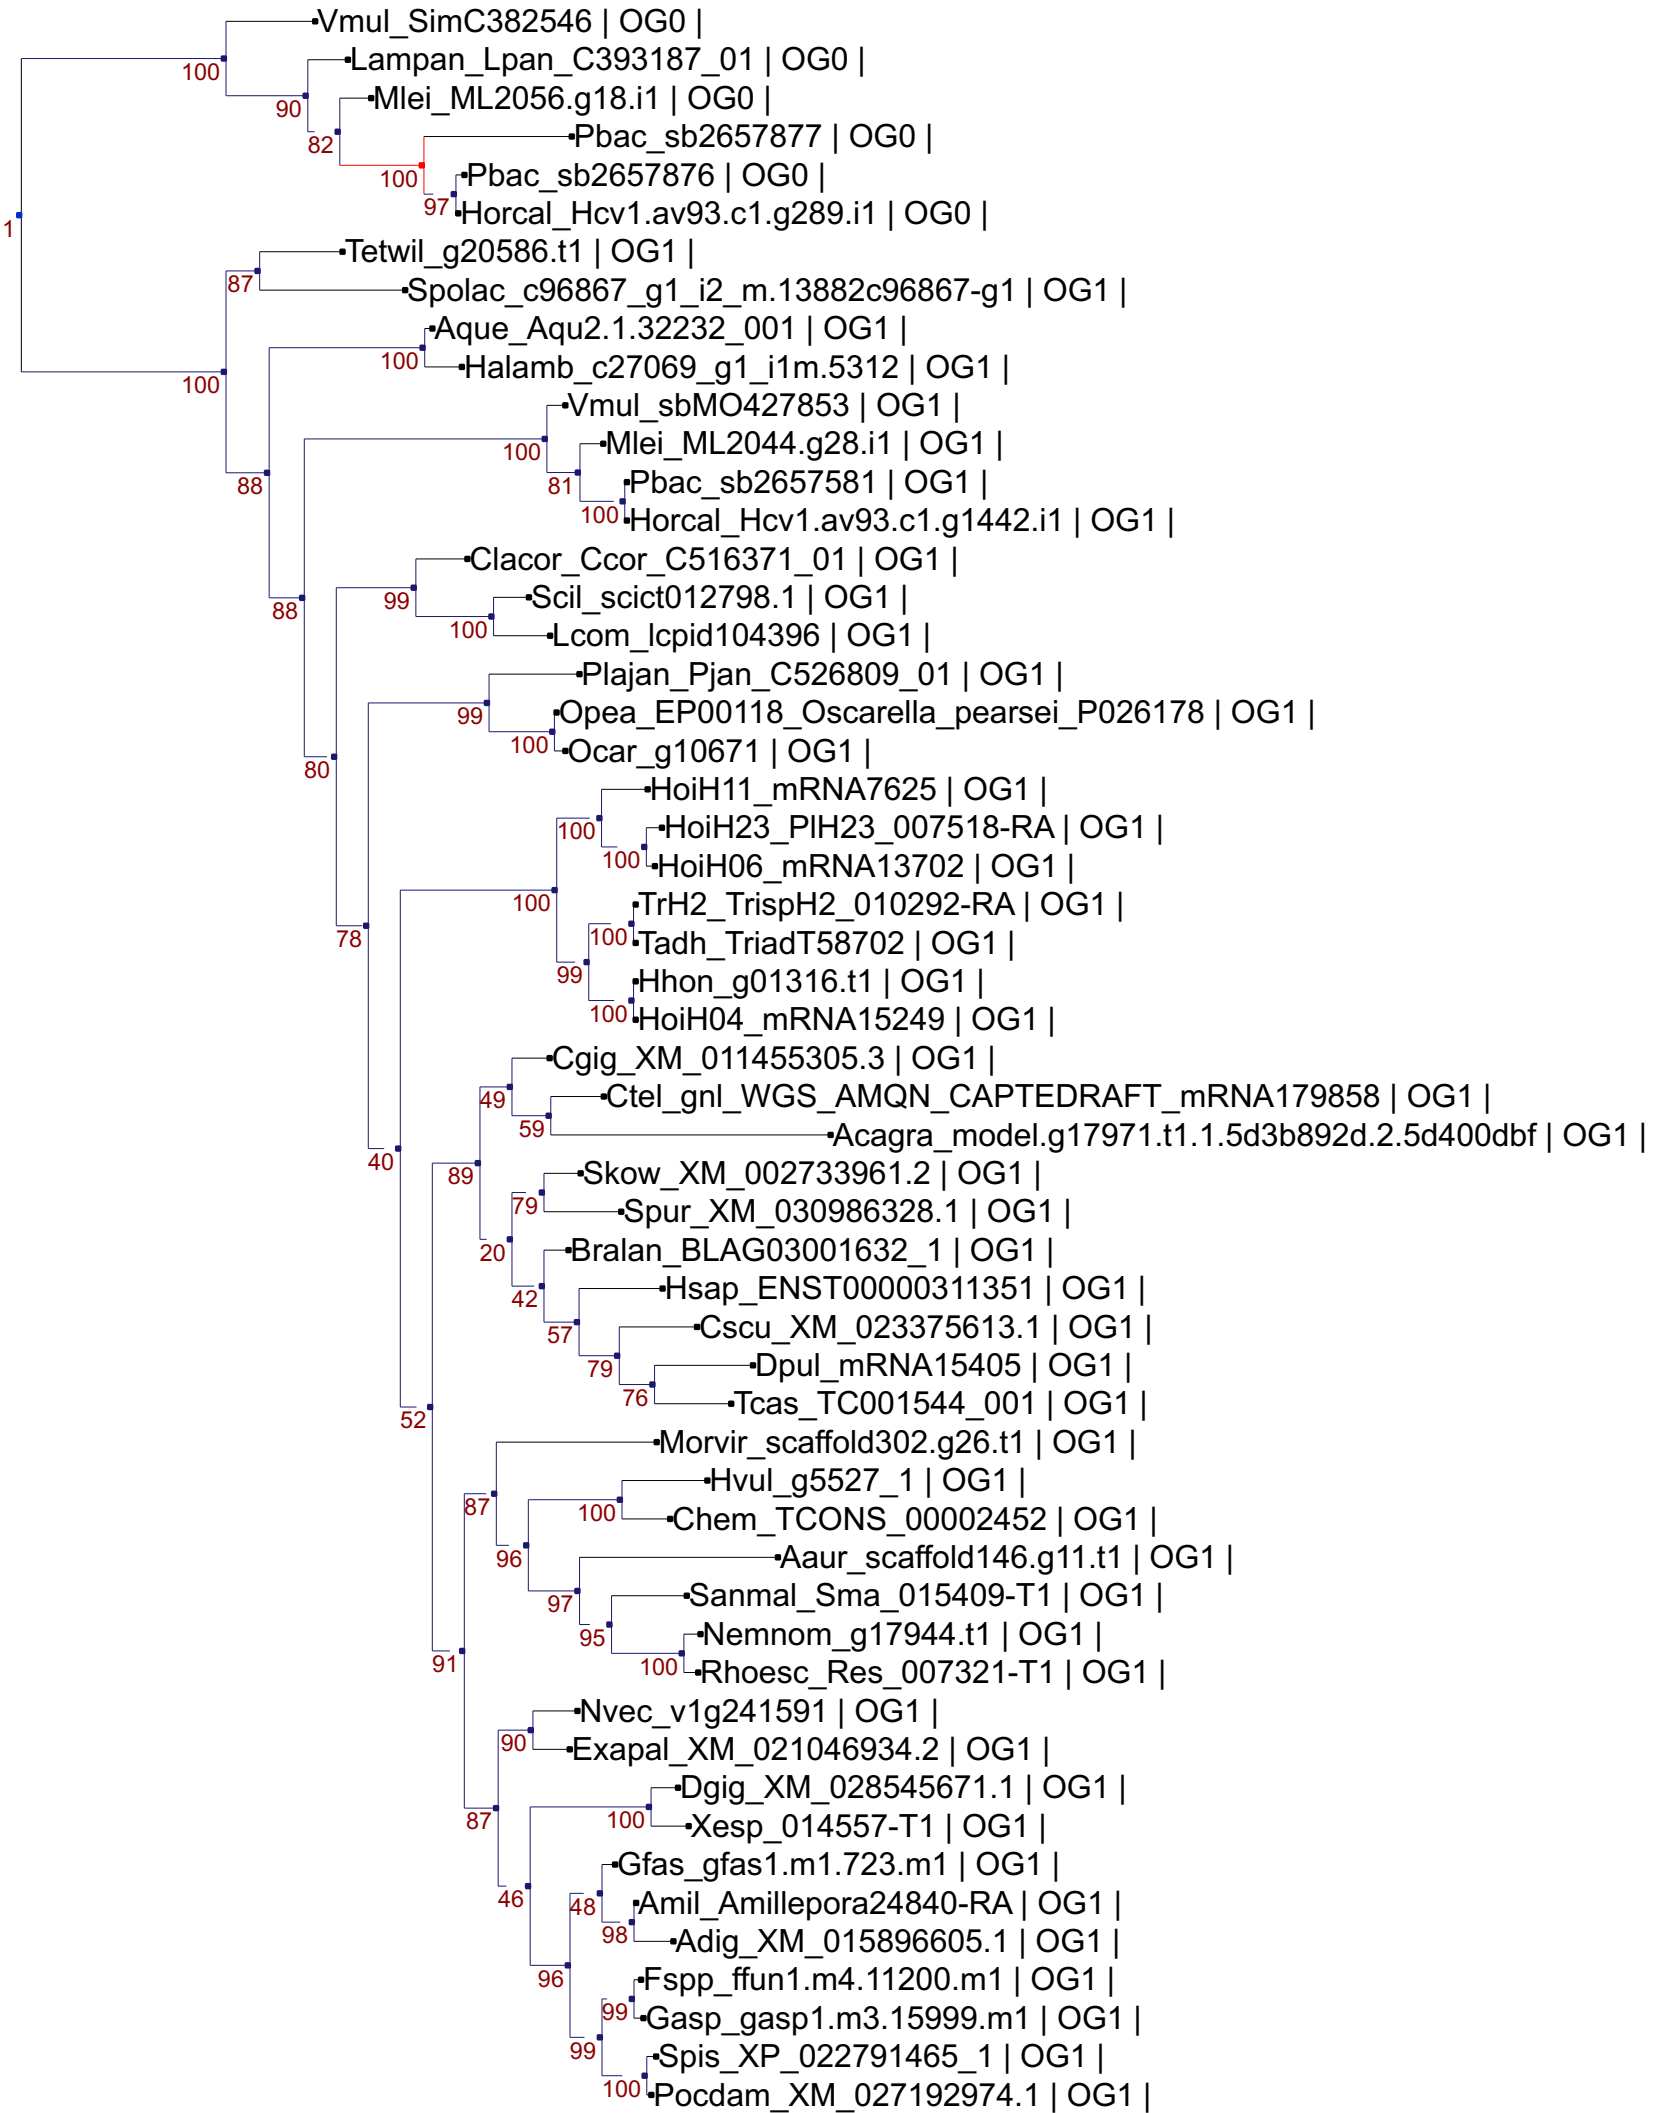 Vmul_SimC382546 | OG0 |
Lampan_Lpan_C393187_01 | OG0 |
100
Mlei_ML2056.g18.i1 | OG0 |
90
Pbac_sb2657877 | OG0 |
82
Pbac_sb2657876 | OG0 |
100
Horcal_Hcv1.av93.c1.g289.i1 | OG0 |
97
1
Tetwil_g20586.t1 | OG1 |
87
Spolac_c96867_g1_i2_m.13882c96867-g1 | OG1 |
Aque_Aqu2.1.32232_001 | OG1 |
100
Halamb_c27069_g1_i1m.5312 | OG1 |
100
Vmul_sbMO427853 | OG1 |
100
Mlei_ML2044.g28.i1 | OG1 |
88
81
Pbac_sb2657581 | OG1 |
100
Horcal_Hcv1.av93.c1.g1442.i1 | OG1 |
Clacor_Ccor_C516371_01 | OG1 |
99
Scil_scict012798.1 | OG1 |
88
100
Lcom_lcpid104396 | OG1 |
Plajan_Pjan_C526809_01 | OG1 |
99
Opea_EP00118_Oscarella_pearsei_P026178 | OG1 |
100
Ocar_g10671 | OG1 |
80
HoiH11_mRNA7625 | OG1 |
100
HoiH23_PlH23_007518-RA | OG1 |
100
HoiH06_mRNA13702 | OG1 |
100
TrH2_TrispH2_010292-RA | OG1 |
78
100
Tadh_TriadT58702 | OG1 |
99
Hhon_g01316.t1 | OG1 |
100
HoiH04_mRNA15249 | OG1 |
Cgig_XM_011455305.3 | OG1 |
49
Ctel_gnl_WGS_AMQN_CAPTEDRAFT_mRNA179858 | OG1 |
59
Acagra_model.g17971.t1.1.5d3b892d.2.5d400dbf | OG1 |
40
89
Skow_XM_002733961.2 | OG1 |
79
Spur_XM_030986328.1 | OG1 |
20
Bralan_BLAG03001632_1 | OG1 |
42
Hsap_ENST00000311351 | OG1 |
57
Cscu_XM_023375613.1 | OG1 |
79
Dpul_mRNA15405 | OG1 |
76
Tcas_TC001544_001 | OG1 |
52
Morvir_scaffold302.g26.t1 | OG1 |
Hvul_g5527_1 | OG1 |
87
100
Chem_TCONS_00002452 | OG1 |
96
Aaur_scaffold146.g11.t1 | OG1 |
Sanmal_Sma_015409-T1 | OG1 |
97
Nemnom_g17944.t1 | OG1 |
95
100
Rhoesc_Res_007321-T1 | OG1 |
91
Nvec_v1g241591 | OG1 |
90
Exapal_XM_021046934.2 | OG1 |
Dgig_XM_028545671.1 | OG1 |
87
100
Xesp_014557-T1 | OG1 |
Gfas_gfas1.m1.723.m1 | OG1 |
46
48
Amil_Amillepora24840-RA | OG1 |
98
Adig_XM_015896605.1 | OG1 |
96
Fspp_ffun1.m4.11200.m1 | OG1 |
99
Gasp_gasp1.m3.15999.m1 | OG1 |
99
Spis_XP_022791465_1 | OG1 |
100
Pocdam_XM_027192974.1 | OG1 |